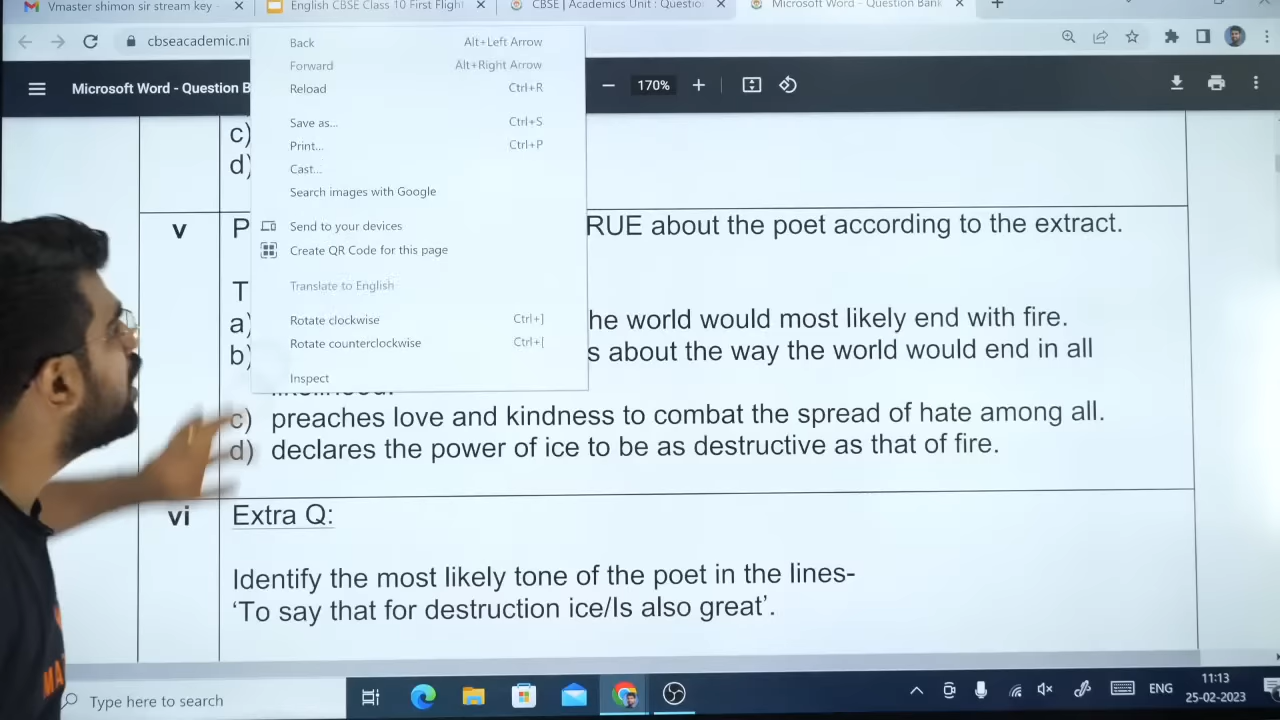 Vmaster shimon sir stream key -
English CBSE Class 10 First Flight
CBSE | Academics Unit : Questio
Microsoft Word - Question Bank
cbseacademic.ni
Microsoft Word - Question B
170%
Back Alt+Left Arrow
Forward Alt+Right Arrow
Reload Ctrl+R
Save as... Ctrl+S
Print... Ctrl+P
Cast...
Search images with Google
Send to your devices
Create QR Code for this page
Translate to English
Rotate clockwise Ctrl+]
Rotate counterclockwise Ctrl+[
Inspect
c)
d)
v P RUE about the poet according to the extract.
T
a) he world would most likely end with fire.
b) s about the way the world would end in all
c) preaches love and kindness to combat the spread of hate among all.
d) declares the power of ice to be as destructive as that of fire.
vi Extra Q:
Identify the most likely tone of the poet in the lines-
‘To say that for destruction ice/Is also great’.
Type here to search
ENG
11:13
25-02-2023